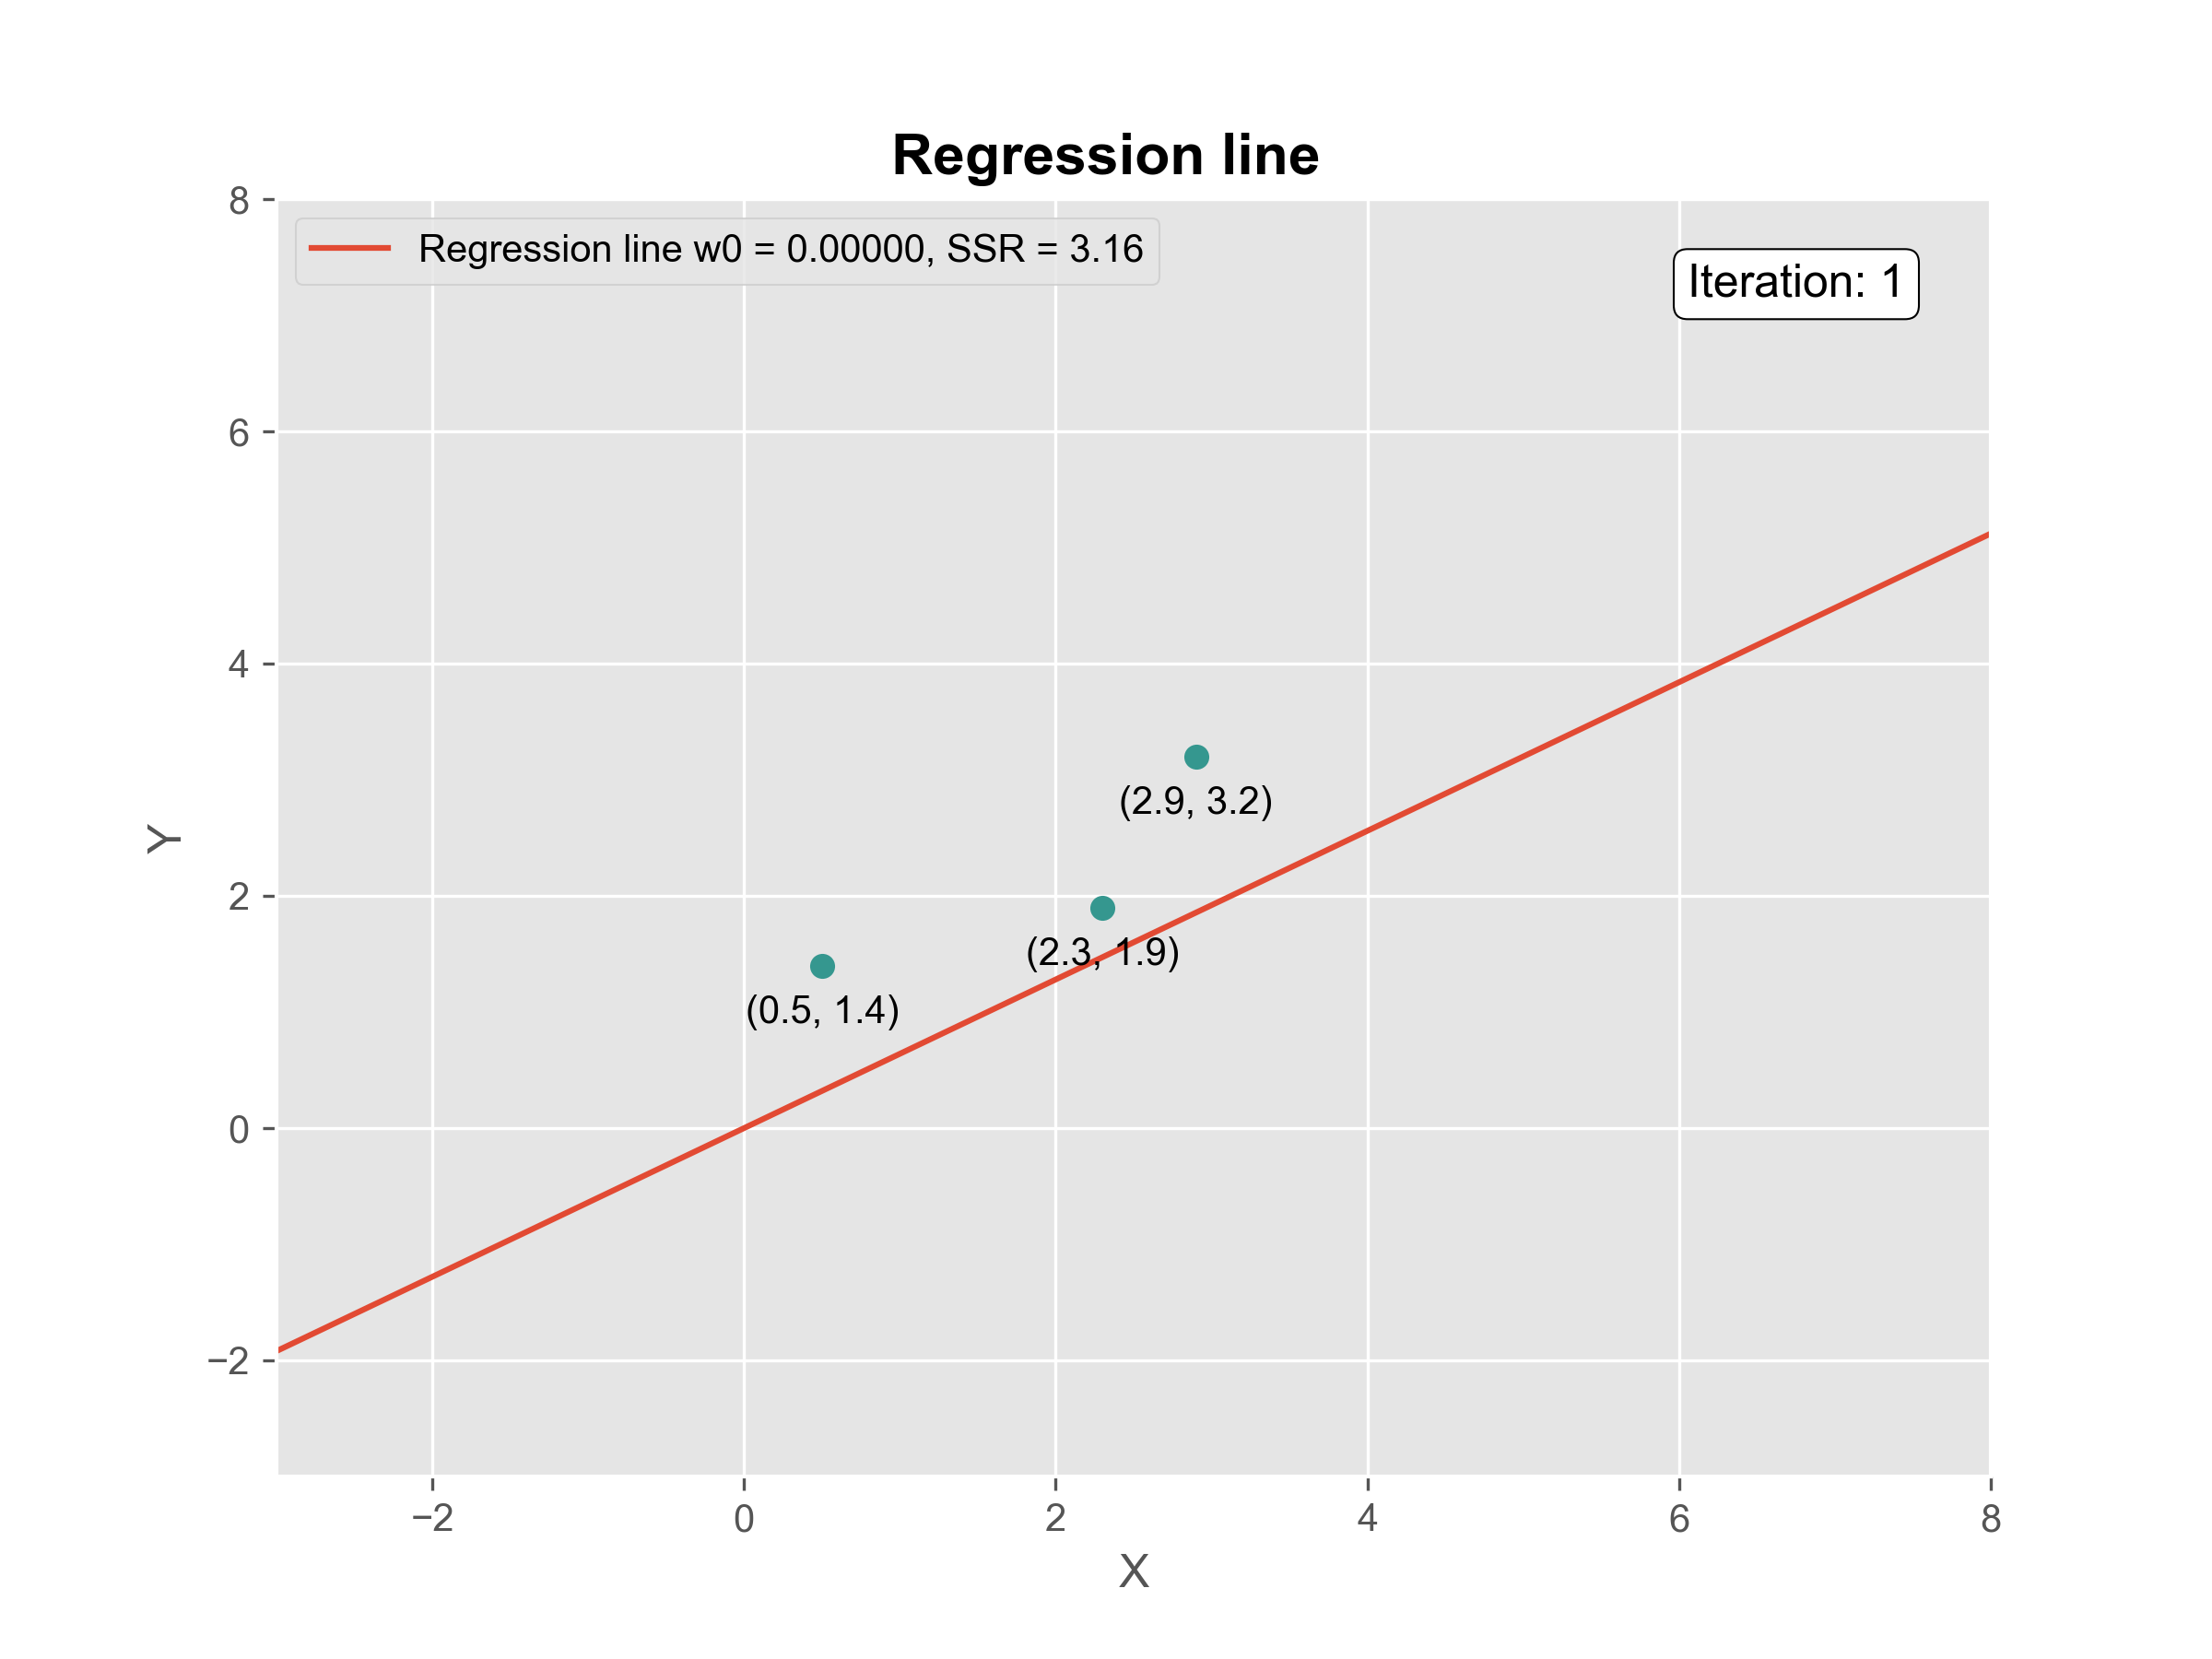 Regression line
Regression line w0 = 0.00000, SSR = 3.16
Iteration: 1
8
6
4
2
0
−2
Y
(2.9, 3.2)
(2.3, 1.9)
(0.5, 1.4)
−2 0 2 4 6 8
X